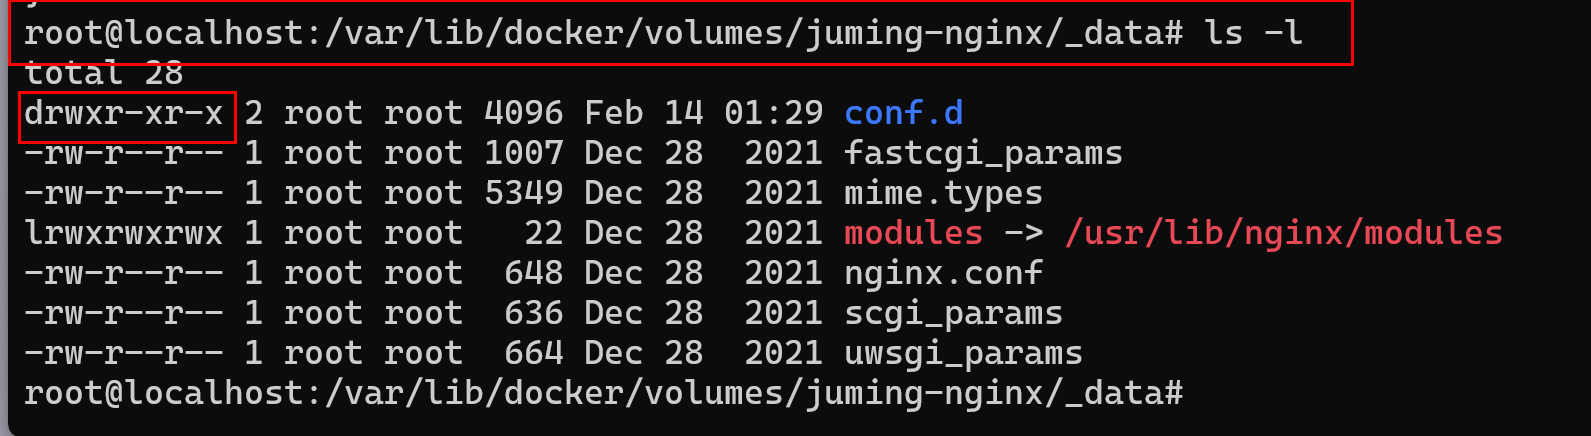 root@localhost:/var/lib/docker/volumes/juming-nginx/_data# ls -l
total 28
drwxr-xr-x 2 root root 4096 Feb 14 01:29 conf.d
-rw-r--r-- 1 root root 1007 Dec 28  2021 fastcgi_params
-rw-r--r-- 1 root root 5349 Dec 28  2021 mime.types
lrwxrwxrwx 1 root root   22 Dec 28  2021 modules -> /usr/lib/nginx/modules
-rw-r--r-- 1 root root  648 Dec 28  2021 nginx.conf
-rw-r--r-- 1 root root  636 Dec 28  2021 scgi_params
-rw-r--r-- 1 root root  664 Dec 28  2021 uwsgi_params
root@localhost:/var/lib/docker/volumes/juming-nginx/_data#